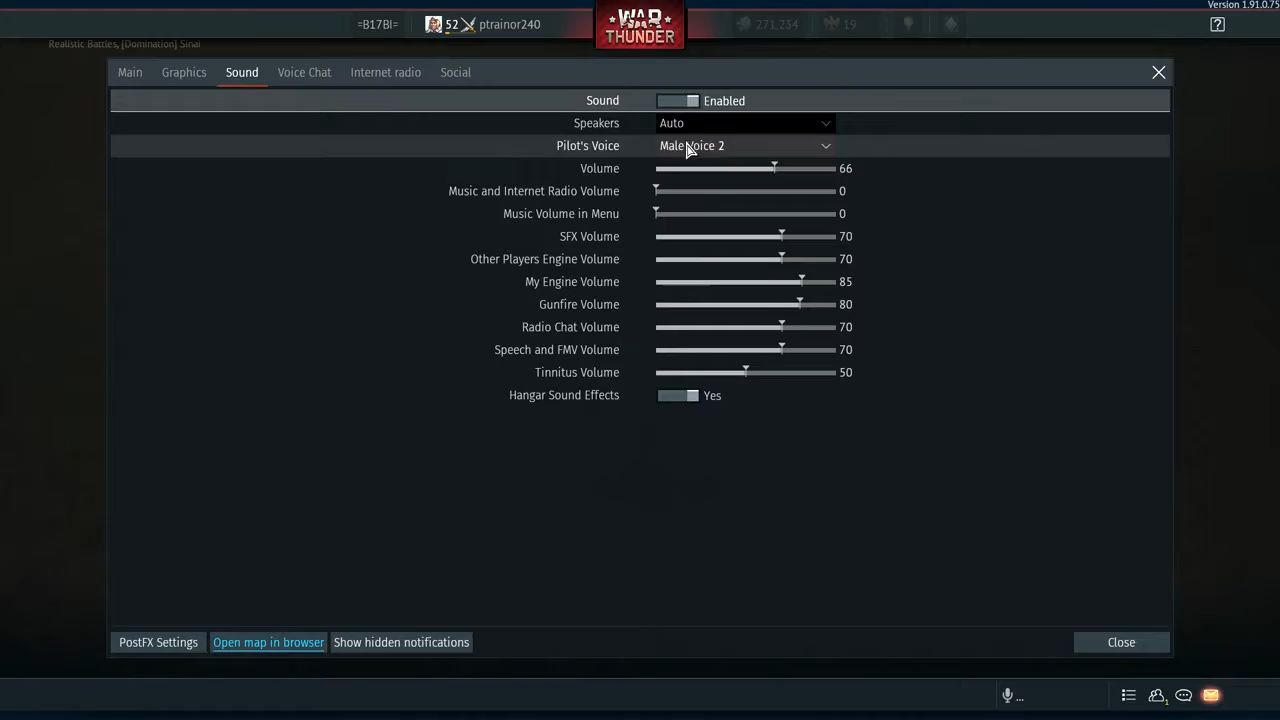 Version 1.91.0.75
=B17BI= 52 ptrainor240
WAR THUNDER
271,234 19
Realistic Battles, [Domination] Sinai
Main Graphics Sound Voice Chat Internet radio Social
Sound Enabled
Speakers Auto
Pilot's Voice Male Voice 2
Volume 66
Music and Internet Radio Volume 0
Music Volume in Menu 0
SFX Volume 70
Other Players Engine Volume 70
My Engine Volume 85
Gunfire Volume 80
Radio Chat Volume 70
Speech and FMV Volume 70
Tinnitus Volume 50
Hangar Sound Effects Yes
PostFX Settings Open map in browser Show hidden notifications Close
... 1